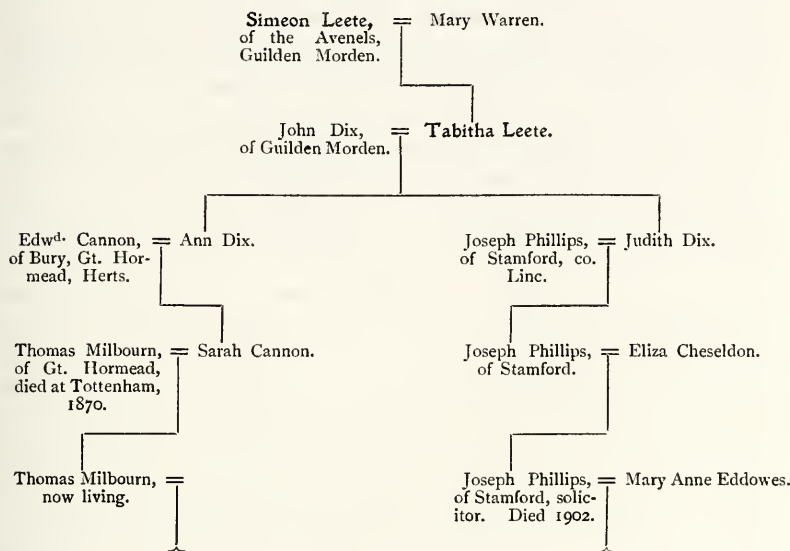 Simeon Leete, = Mary Warren.
of the Avenels,
Guilden Morden.
John Dix, = Tabitha Leete.
of Guilden Morden.
Edwd. Cannon, = Ann Dix.
of Bury, Gt. Hor-
mead, Herts.
Joseph Phillips, = Judith Dix.
of Stamford, co.
Linc.
Thomas Milbourn, = Sarah Cannon.
of Gt. Hormead,
died at Tottenham,
1870.
Joseph Phillips, = Eliza Cheseldon.
of Stamford.
Thomas Milbourn, =
now living.
Joseph Phillips, = Mary Anne Eddowes.
of Stamford, solic-
itor. Died 1902.